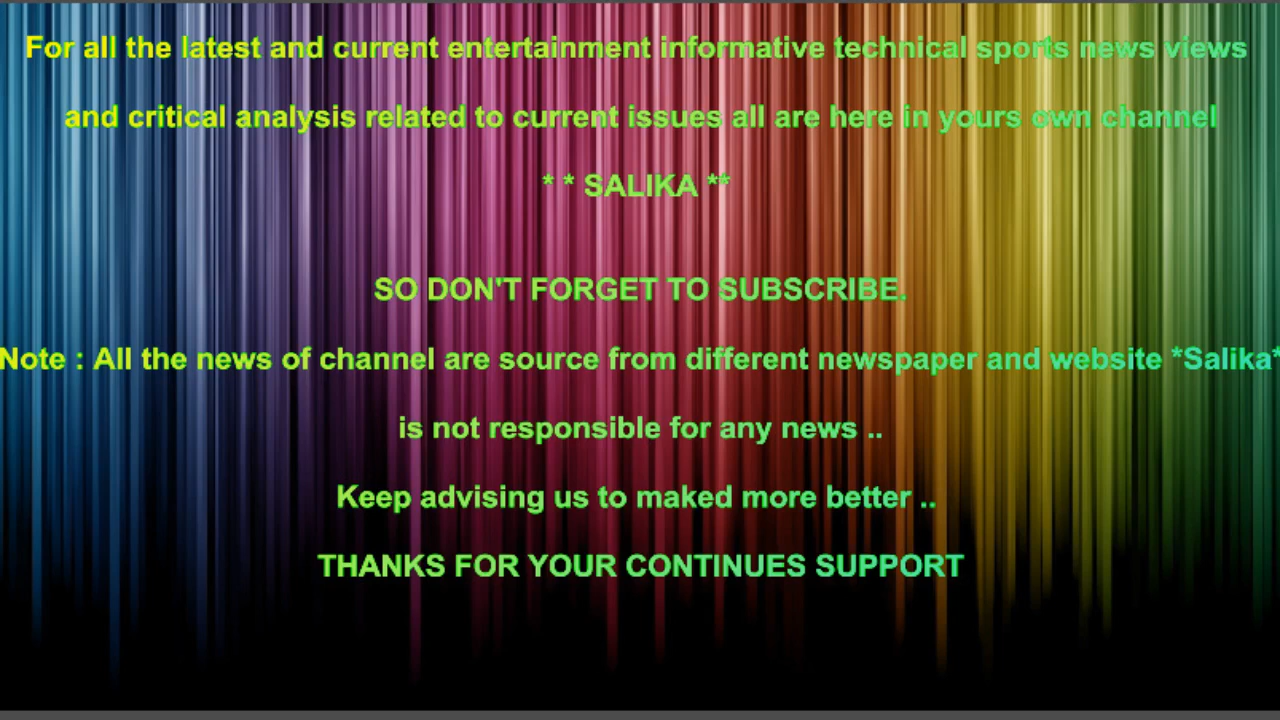 For all the latest and current entertainment informative technical sports news views
and critical analysis related to current issues all are here in yours own channel
* * SALIKA **
SO DON'T FORGET TO SUBSCRIBE.
Note : All the news of channel are source from different newspaper and website *Salika*
is not responsible for any news ..
Keep advising us to maked more better ..
THANKS FOR YOUR CONTINUES SUPPORT